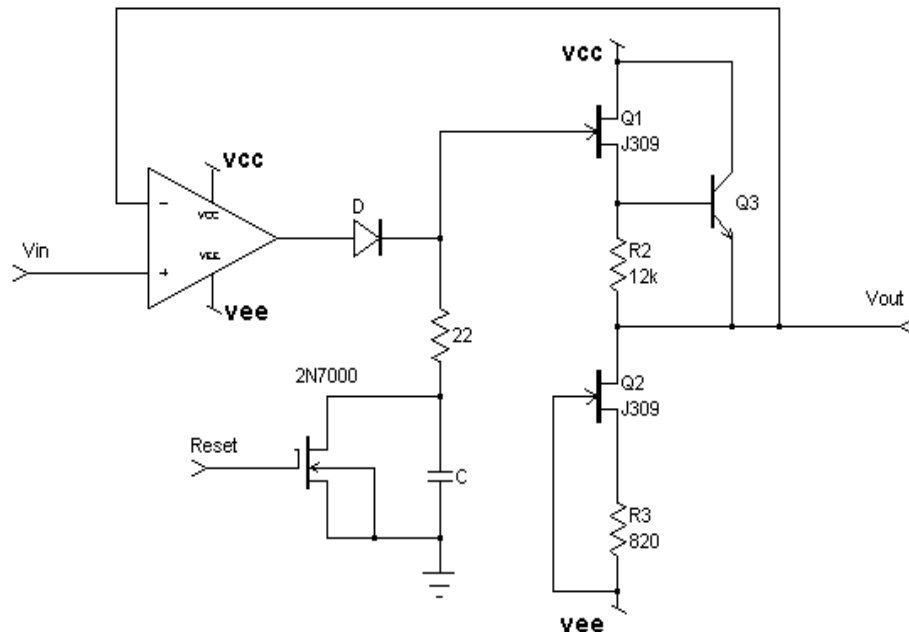 vcc
Q1
J309
vcc
D
Q3
−
VCC
Vin
VEE
R2
12k
+
Vout
vee
22
2N7000
Q2
J309
Reset
C
R3
820
vee